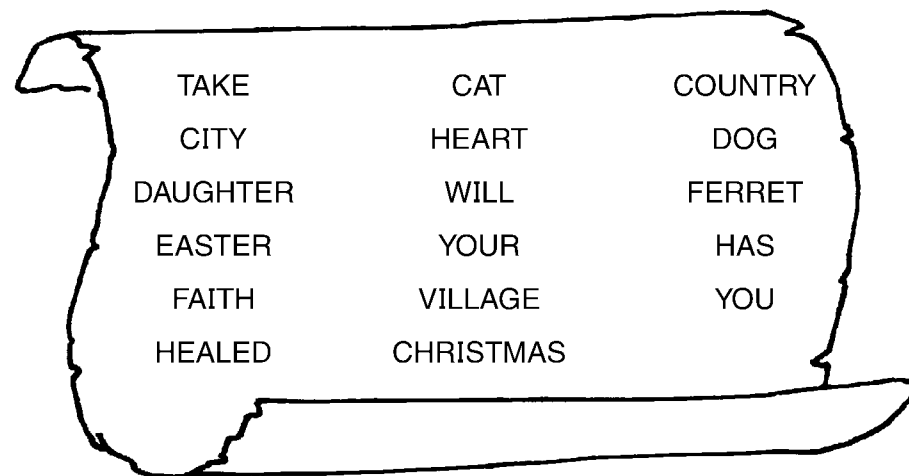 TAKE CAT COUNTRY
CITY HEART DOG
DAUGHTER WILL FERRET
EASTER YOUR HAS
FAITH VILLAGE YOU
HEALED CHRISTMAS